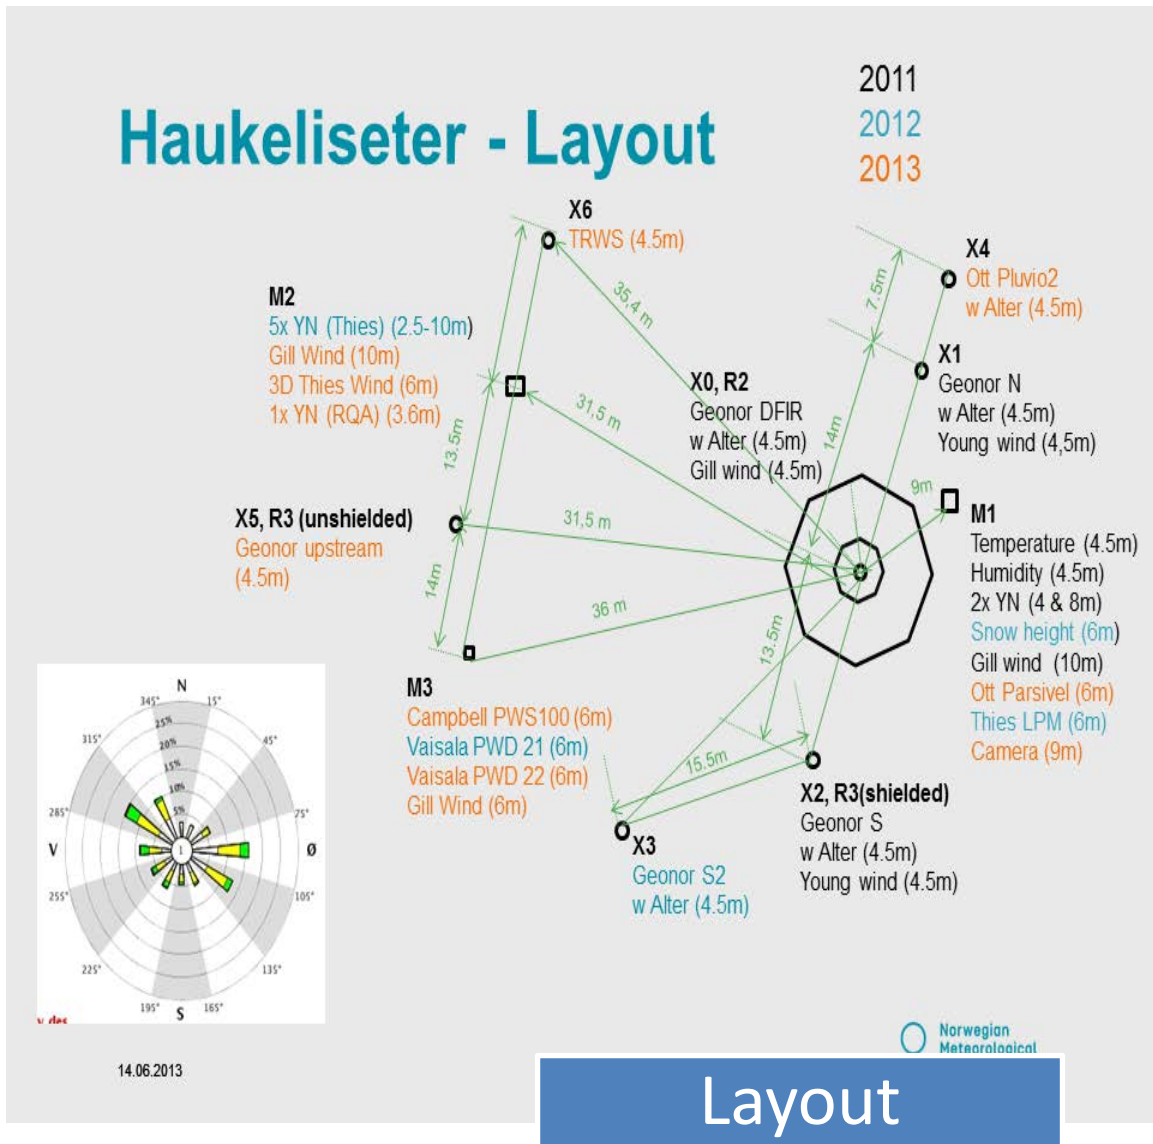 2011
2012
2013
Haukeliseter - Layout
X6
TRWS (4.5m)
X4
Ott Pluvio2
w Alter (4.5m)
M2
5x YN (Thies) (2.5-10m)
Gill Wind (10m)
3D Thies Wind (6m)
1x YN (RQA) (3.6m)
35,4 m
7.5m
X1
Geonor N
w Alter (4.5m)
Young wind (4,5m)
X0, R2
Geonor DFIR
w Alter (4.5m)
Gill wind (4.5m)
31,5 m
14m
13.5m
9m
X5, R3 (unshielded)
Geonor upstream
(4.5m)
31,5 m
M1
Temperature (4.5m)
Humidity (4.5m)
2x YN (4 & 8m)
Snow height (6m)
Gill wind (10m)
Ott Parsivel (6m)
Thies LPM (6m)
Camera (9m)
14m
36 m
13.5m
M3
Campbell PWS100 (6m)
Vaisala PWD 21 (6m)
Vaisala PWD 22 (6m)
Gill Wind (6m)
15.5m
X2, R3(shielded)
Geonor S
w Alter (4.5m)
Young wind (4.5m)
X3
Geonor S2
w Alter (4.5m)
N
345°
15°
25%
315°
45°
20%
15%
10%
285°
5%
75°
V
1
Ø
255°
105°
225°
135°
195°
S
165°
v des
Norwegian
Meteorological
14.06.2013
Layout